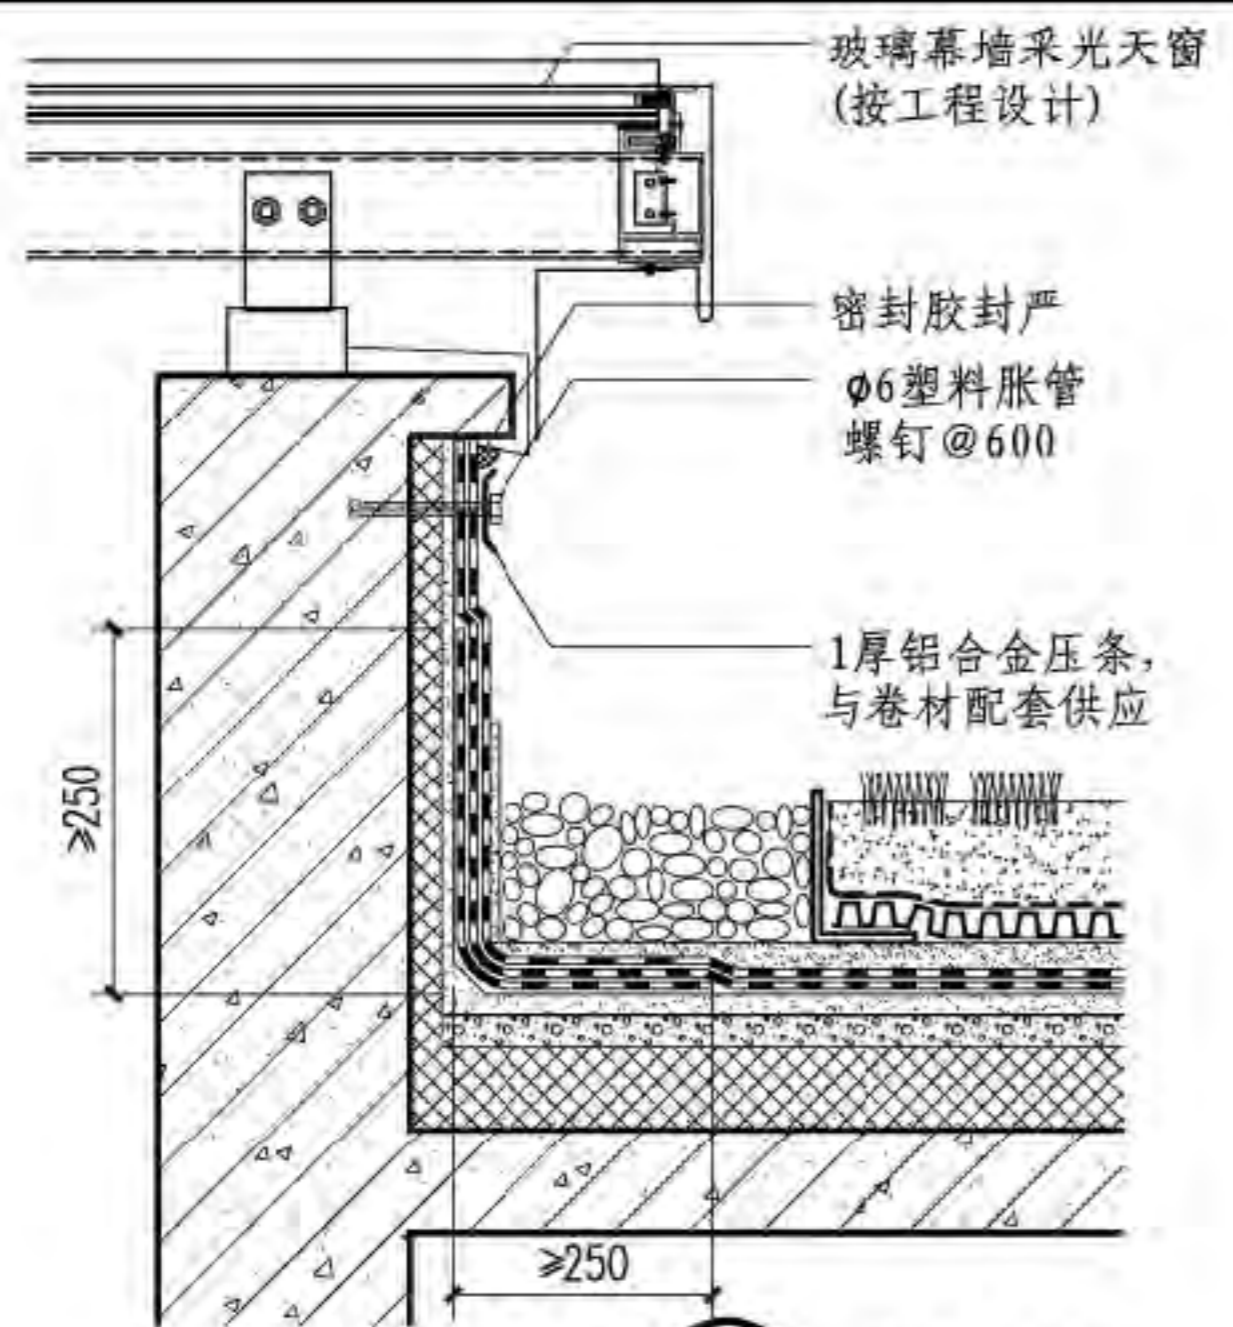 玻璃幕墙采光天窗
(按工程设计)
密封胶封严
ϕ6塑料胀管
螺钉@600
1厚铝合金压条,
与卷材配套供应
≥250
≥250